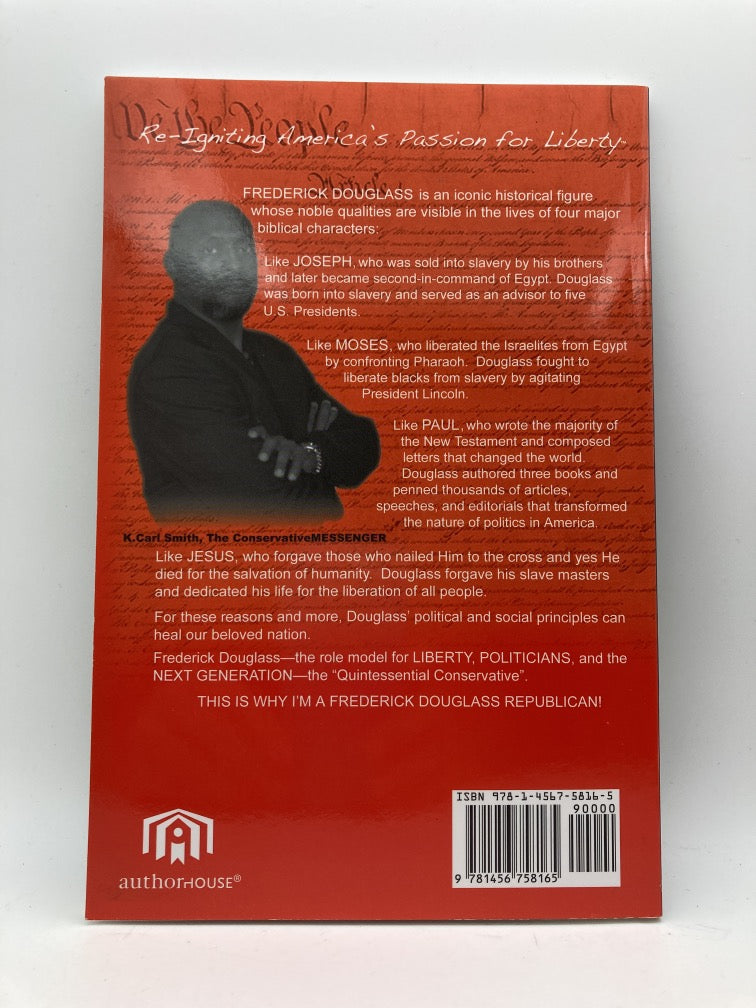 We the People
Re-Igniting America's Passion for Liberty™
Article
FREDERICK DOUGLASS is an iconic historical figure
whose noble qualities are visible in the lives of four major
biblical characters:
Like JOSEPH, who was sold into slavery by his brothers
and later became second-in-command of Egypt. Douglass
was born into slavery and served as an advisor to five
U.S. Presidents.
Like MOSES, who liberated the Israelites from Egypt
by confronting Pharaoh. Douglass fought to
liberate blacks from slavery by agitating
President Lincoln.
Like PAUL, who wrote the majority of
the New Testament and composed
letters that changed the world.
Douglass authored three books and
penned thousands of articles,
speeches, and editorials that transformed
the nature of politics in America.
K.Carl Smith, The ConservativeMESSENGER
Like JESUS, who forgave those who nailed Him to the cross and yes He
died for the salvation of humanity. Douglass forgave his slave masters
and dedicated his life for the liberation of all people.
For these reasons and more, Douglass' political and social principles can
heal our beloved nation.
Frederick Douglass—the role model for LIBERTY, POLITICIANS, and the
NEXT GENERATION—the “Quintessential Conservative”.
THIS IS WHY I'M A FREDERICK DOUGLASS REPUBLICAN!
ISBN 978-1-4567-5816-5
90000
9 781456 758165
authorHOUSE®